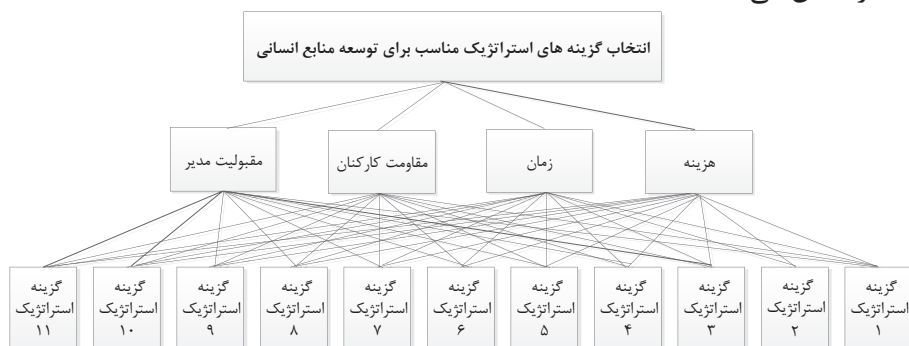 انتخاب گزینه های استراتژیک مناسب برای توسعه منابع انسانی
هزینه
زمان
مقاومت کارکنان
مقبولیت مدیر
گزینه
استراتژیک
۱
گزینه
استراتژیک
۲
گزینه
استراتژیک
۳
گزینه
استراتژیک
۴
گزینه
استراتژیک
۵
گزینه
استراتژیک
۶
گزینه
استراتژیک
۷
گزینه
استراتژیک
۸
گزینه
استراتژیک
۹
گزینه
استراتژیک
۱۰
گزینه
استراتژیک
۱۱